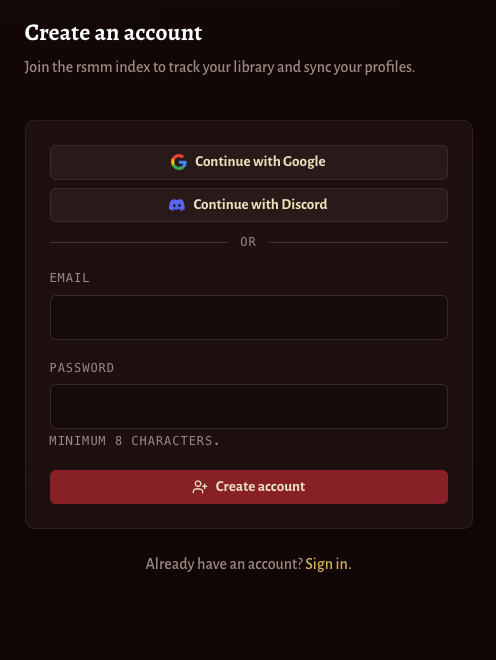 Create an account
Join the rsmm index to track your library and sync your profiles.
Continue with Google
Continue with Discord
OR
EMAIL
PASSWORD
MINIMUM 8 CHARACTERS.
Create account
Already have an account? Sign in.